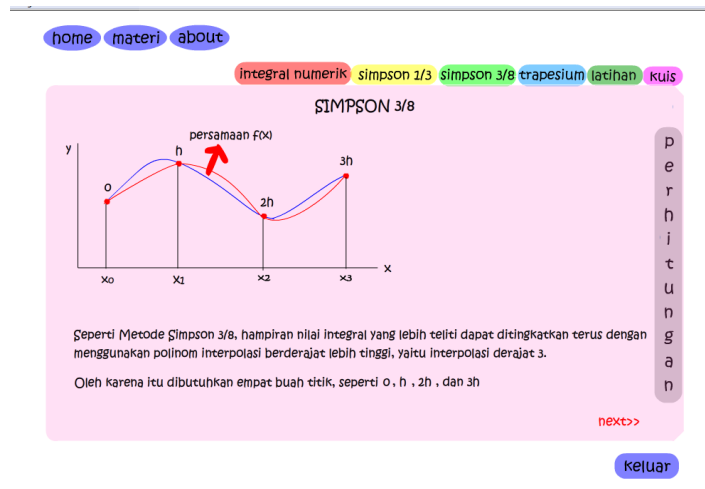 home materi about
integral numerik simpson 1/3 simpson 3/8 trapesium latihan kuis
SIMPSON 3/8
persamaan f(x)
y
h
3h
0
2h
x
x0 x1 x2 x3
perhitungan
Seperti Metode Simpson 3/8, hampiran nilai integral yang lebih teliti dapat ditingkatkan terus dengan
menggunakan polinom interpolasi berderajat lebih tinggi, yaitu interpolasi derajat 3.
Oleh karena itu dibutuhkan empat buah titik, seperti 0, h , 2h , dan 3h
next>>
keluar